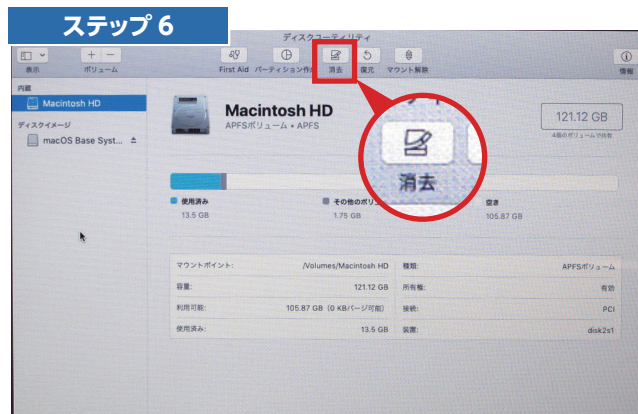 ステップ 6
ディスクユーティリティ
表示 ボリューム First Aid パーティション作成 消去 復元 マウント解除 情報
内蔵
Macintosh HD
ディスクイメージ
macOS Base Syst...
Macintosh HD
APFSボリューム • APFS
121.12 GB
4個のボリュームで共有
消去
使用済み
13.5 GB
その他のボリュ
1.75 GB
空き
105.87 GB
マウントポイント: /Volumes/Macintosh HD
種類: APFSボリューム
容量: 121.12 GB
所有権: 有効
利用可能: 105.87 GB（0 KBパージ可能）
接続: PCI
使用済み: 13.5 GB
装置: disk2s1